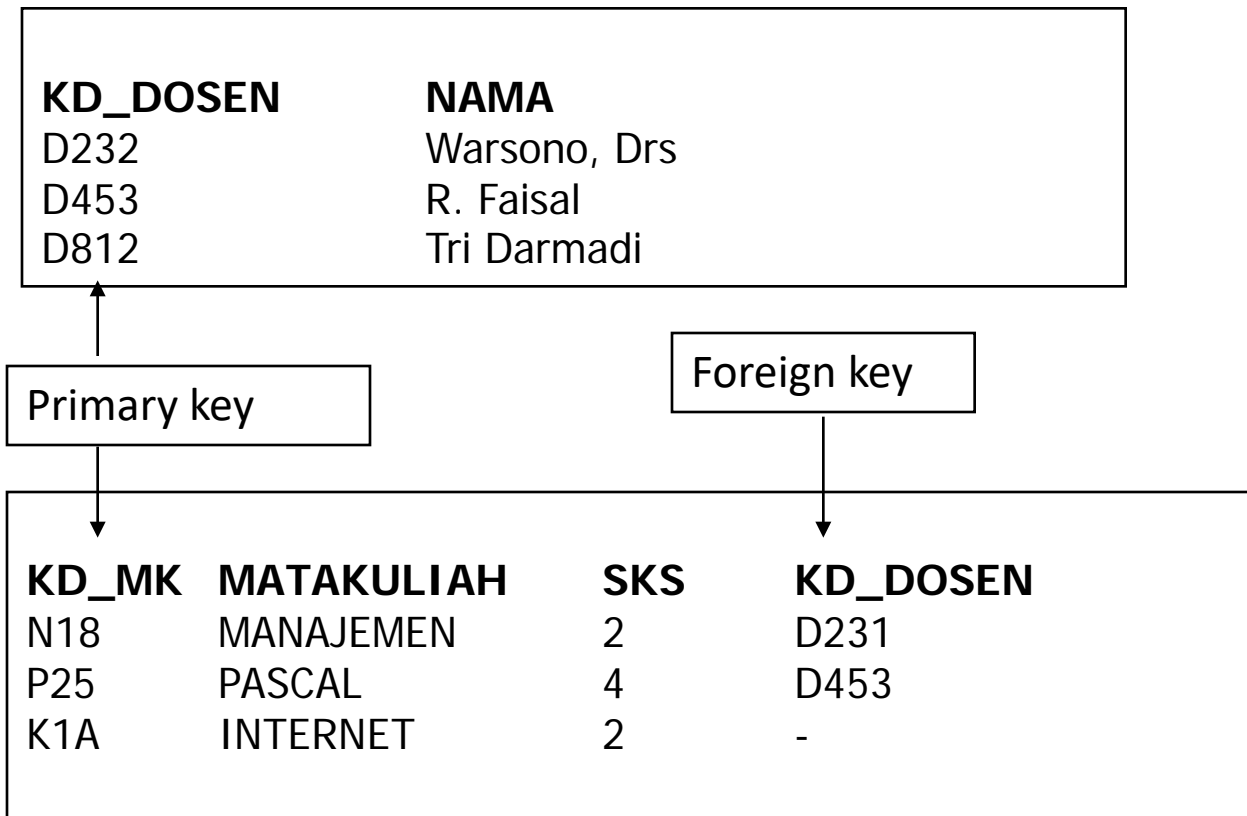 KD_DOSEN NAMA
D232 Warsono, Drs
D453 R. Faisal
D812 Tri Darmadi
Primary key
Foreign key
KD_MK MATAKULIAH SKS KD_DOSEN
N18 MANAJEMEN 2 D231
P25 PASCAL 4 D453
K1A INTERNET 2 -